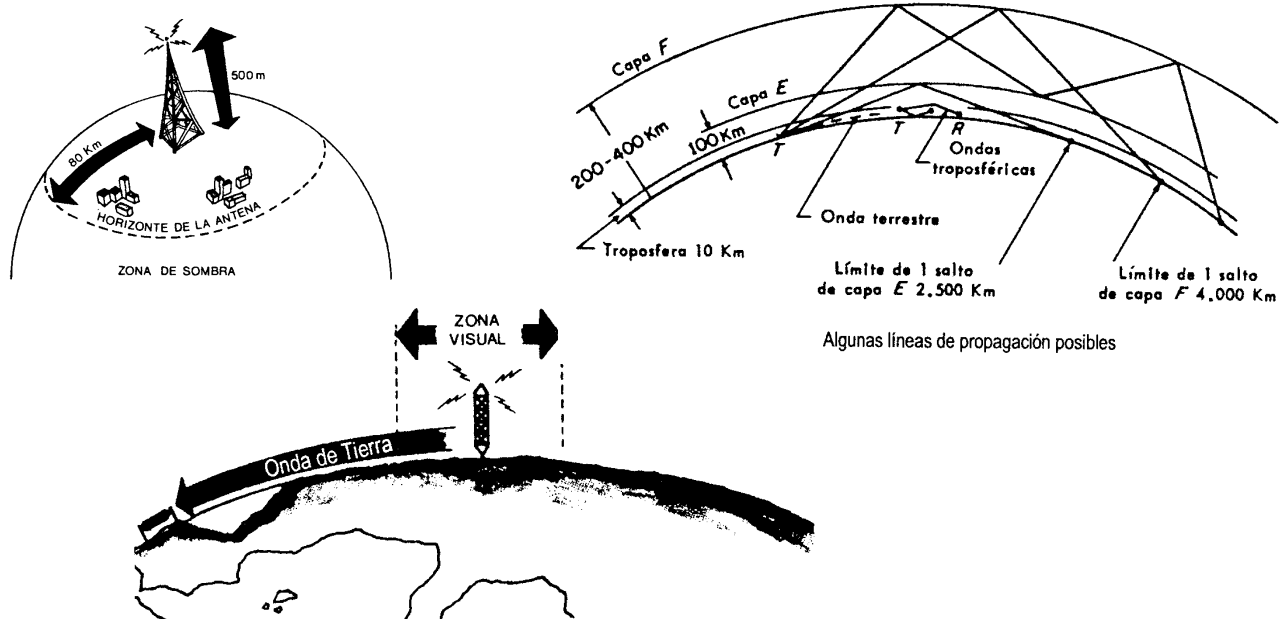 500 m
80 Km
HORIZONTE DE LA ANTENA
ZONA DE SOMBRA
Capa F
Capa E
200-400 Km
100 Km
T
T
R
Ondas
troposféricas
Onda terrestre
Troposfera 10 Km
Límite de 1 salto
de capa E 2.500 Km
Límite de 1 salto
de capa F 4.000 Km
Algunas líneas de propagación posibles
ZONA
VISUAL
Onda de Tierra